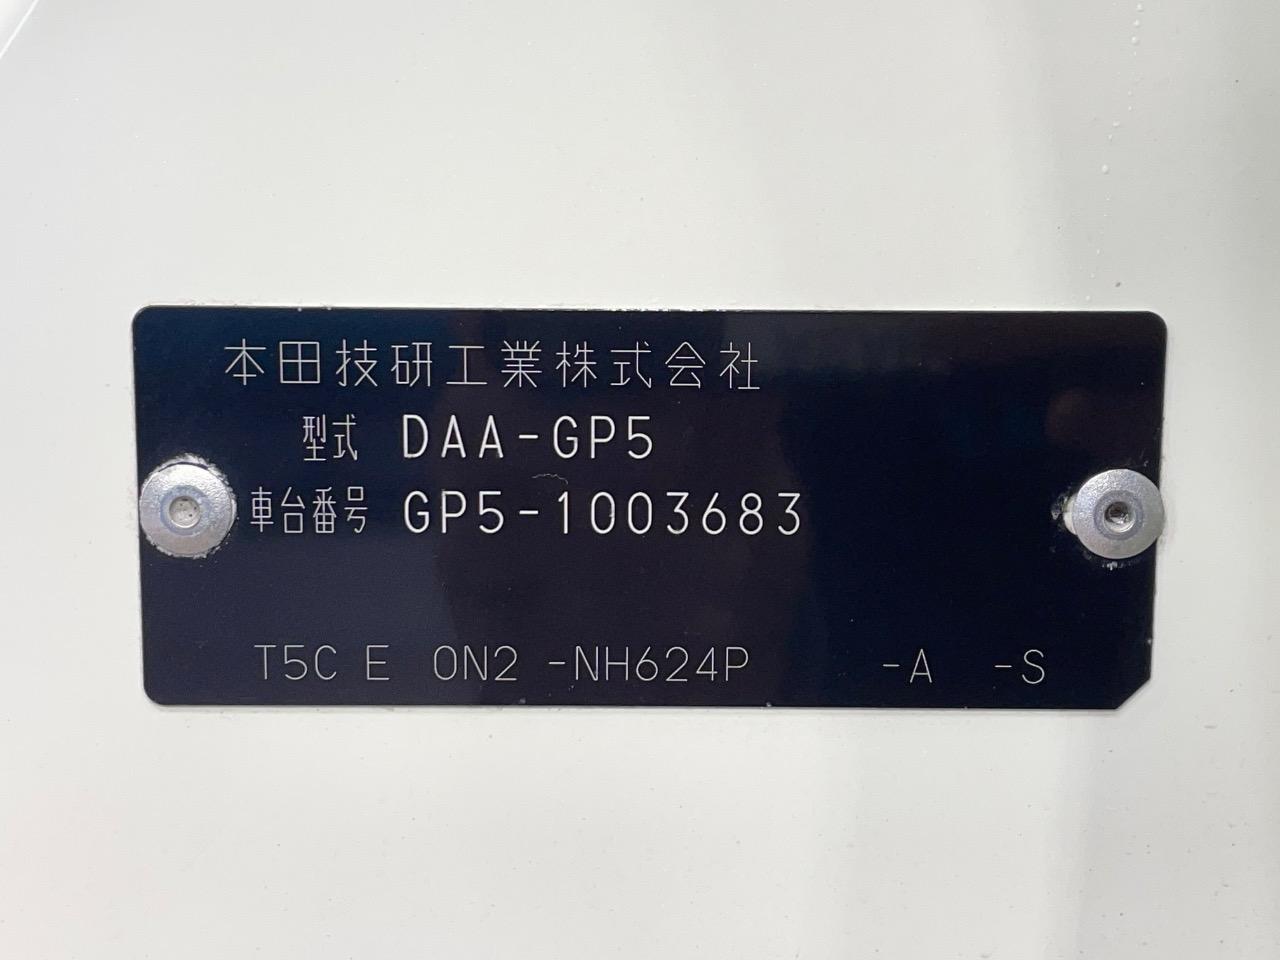 本田技研工業株式会社
型式 DAA-GP5
車台番号 GP5-1003683
T5C E 0N2 -NH624P -A -S